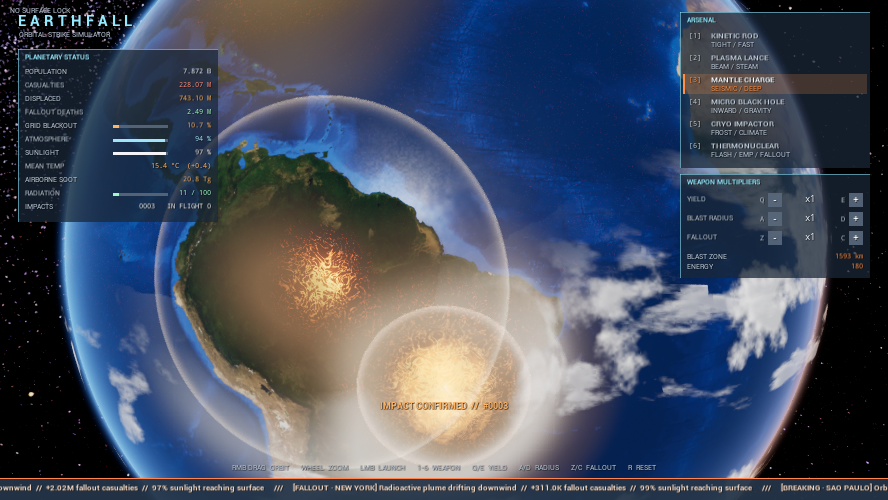 NO SURFACE LOCK
EARTHFALL
ORBITAL STRIKE SIMULATOR
PLANETARY STATUS
POPULATION 7.872 B
CASUALTIES 228.07 M
DISPLACED 743.10 M
FALLOUT DEATHS 2.49 M
GRID BLACKOUT 10.7 %
ATMOSPHERE 94 %
SUNLIGHT 97 %
MEAN TEMP 15.4 °C (+0.4)
AIRBORNE SOOT 20.8 Tg
RADIATION 11 / 100
IMPACTS 0003 IN FLIGHT 0
ARSENAL
[1] KINETIC ROD
TIGHT / FAST
[2] PLASMA LANCE
BEAM / STEAM
[3] MANTLE CHARGE
SEISMIC / DEEP
[4] MICRO BLACK HOLE
INWARD / GRAVITY
[5] CRYO IMPACTOR
FROST / CLIMATE
[6] THERMONUCLEAR
FLASH / EMP / FALLOUT
WEAPON MULTIPLIERS
YIELD Q - x1 E +
BLAST RADIUS A - x1 D +
FALLOUT Z - x1 C +
BLAST ZONE 1593 km
ENERGY 180
IMPACT CONFIRMED // #0003
RMB DRAG ORBIT WHEEL ZOOM LMB LAUNCH 1-6 WEAPON Q/E YIELD A/D RADIUS Z/C FALLOUT R RESET
ownwind // +2.02M fallout casualties // 97% sunlight reaching surface /// [FALLOUT - NEW YORK] Radioactive plume drifting downwind // +311.0K fallout casualties // 99% sunlight reaching surface /// [BREAKING - SAO PAULO] Orb